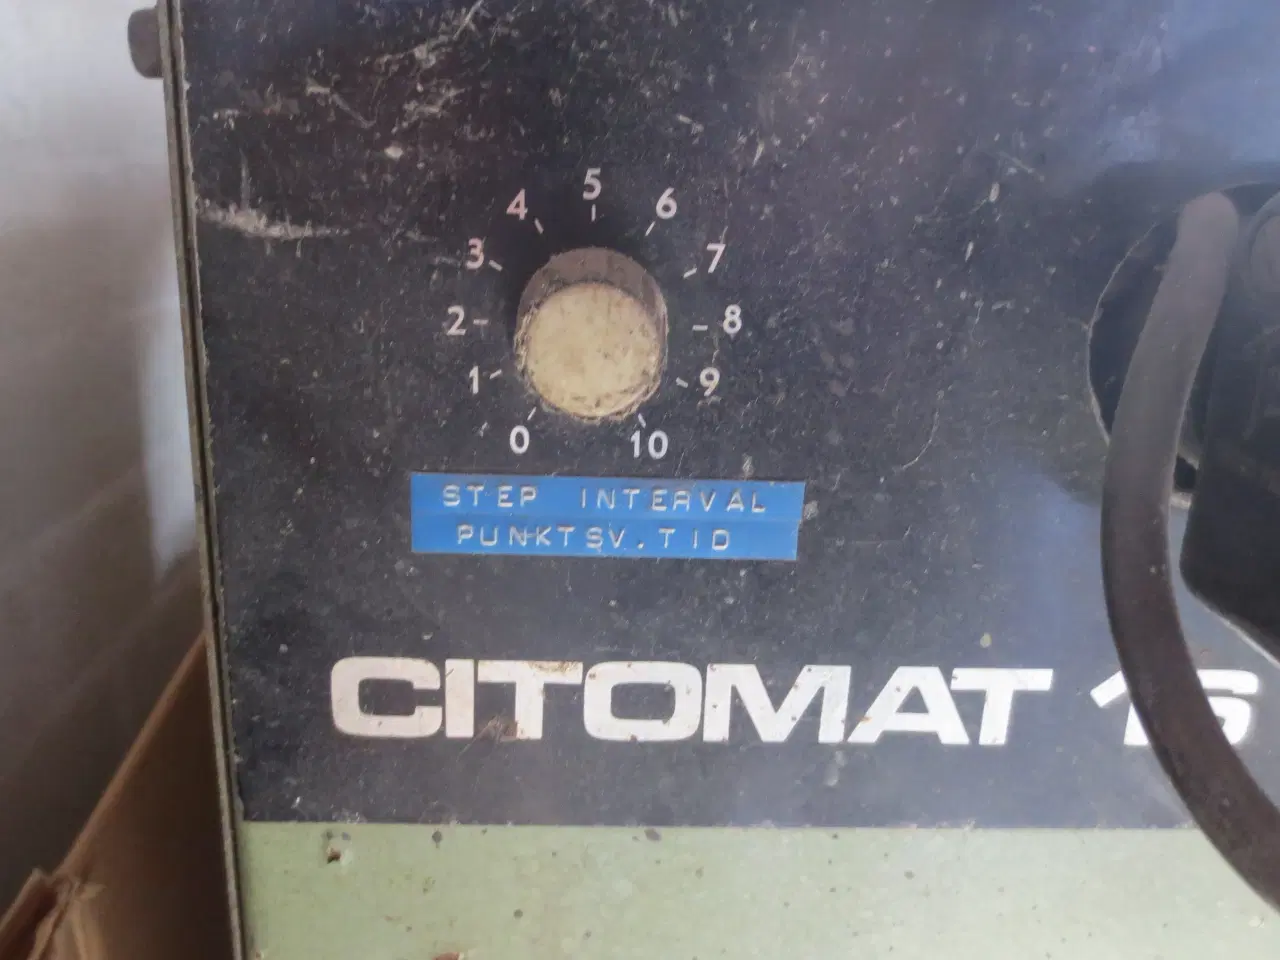 5
4 6
3 7
2 8
1 9
0 10
STEP INTERVAL
PUNKTSV.TID
CITOMAT